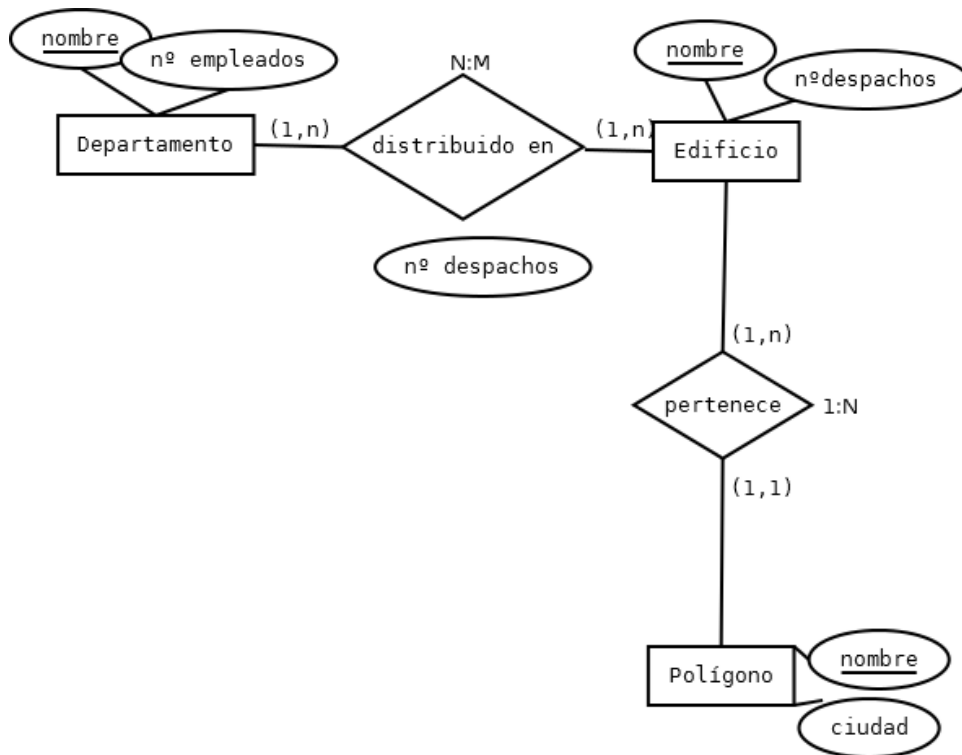 nombre
nº empleados
N:M
nombre
nºdespachos
Departamento
(1,n)
distribuido en
(1,n)
Edificio
nº despachos
(1,n)
pertenece
1:N
(1,1)
Polígono
nombre
ciudad